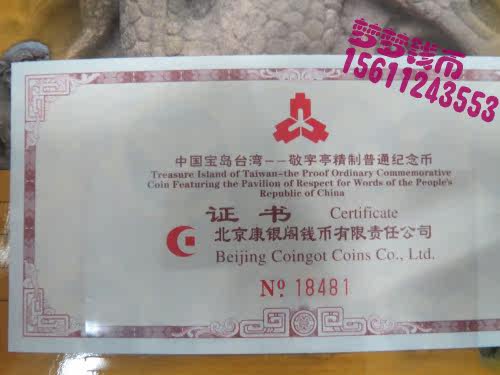 梦梦钱币
15611243553
中国宝岛台湾--敬字亭精制普通纪念币
Treasure Island of Taiwan-the Proof Ordinary Commemorative
Coin Featuring the Pavilion of Respect for Words of the People's
Republic of China
证书 Certificate
北京康银阁钱币有限责任公司
Beijing Coingot Coins Co., Ltd.
Nº 18481